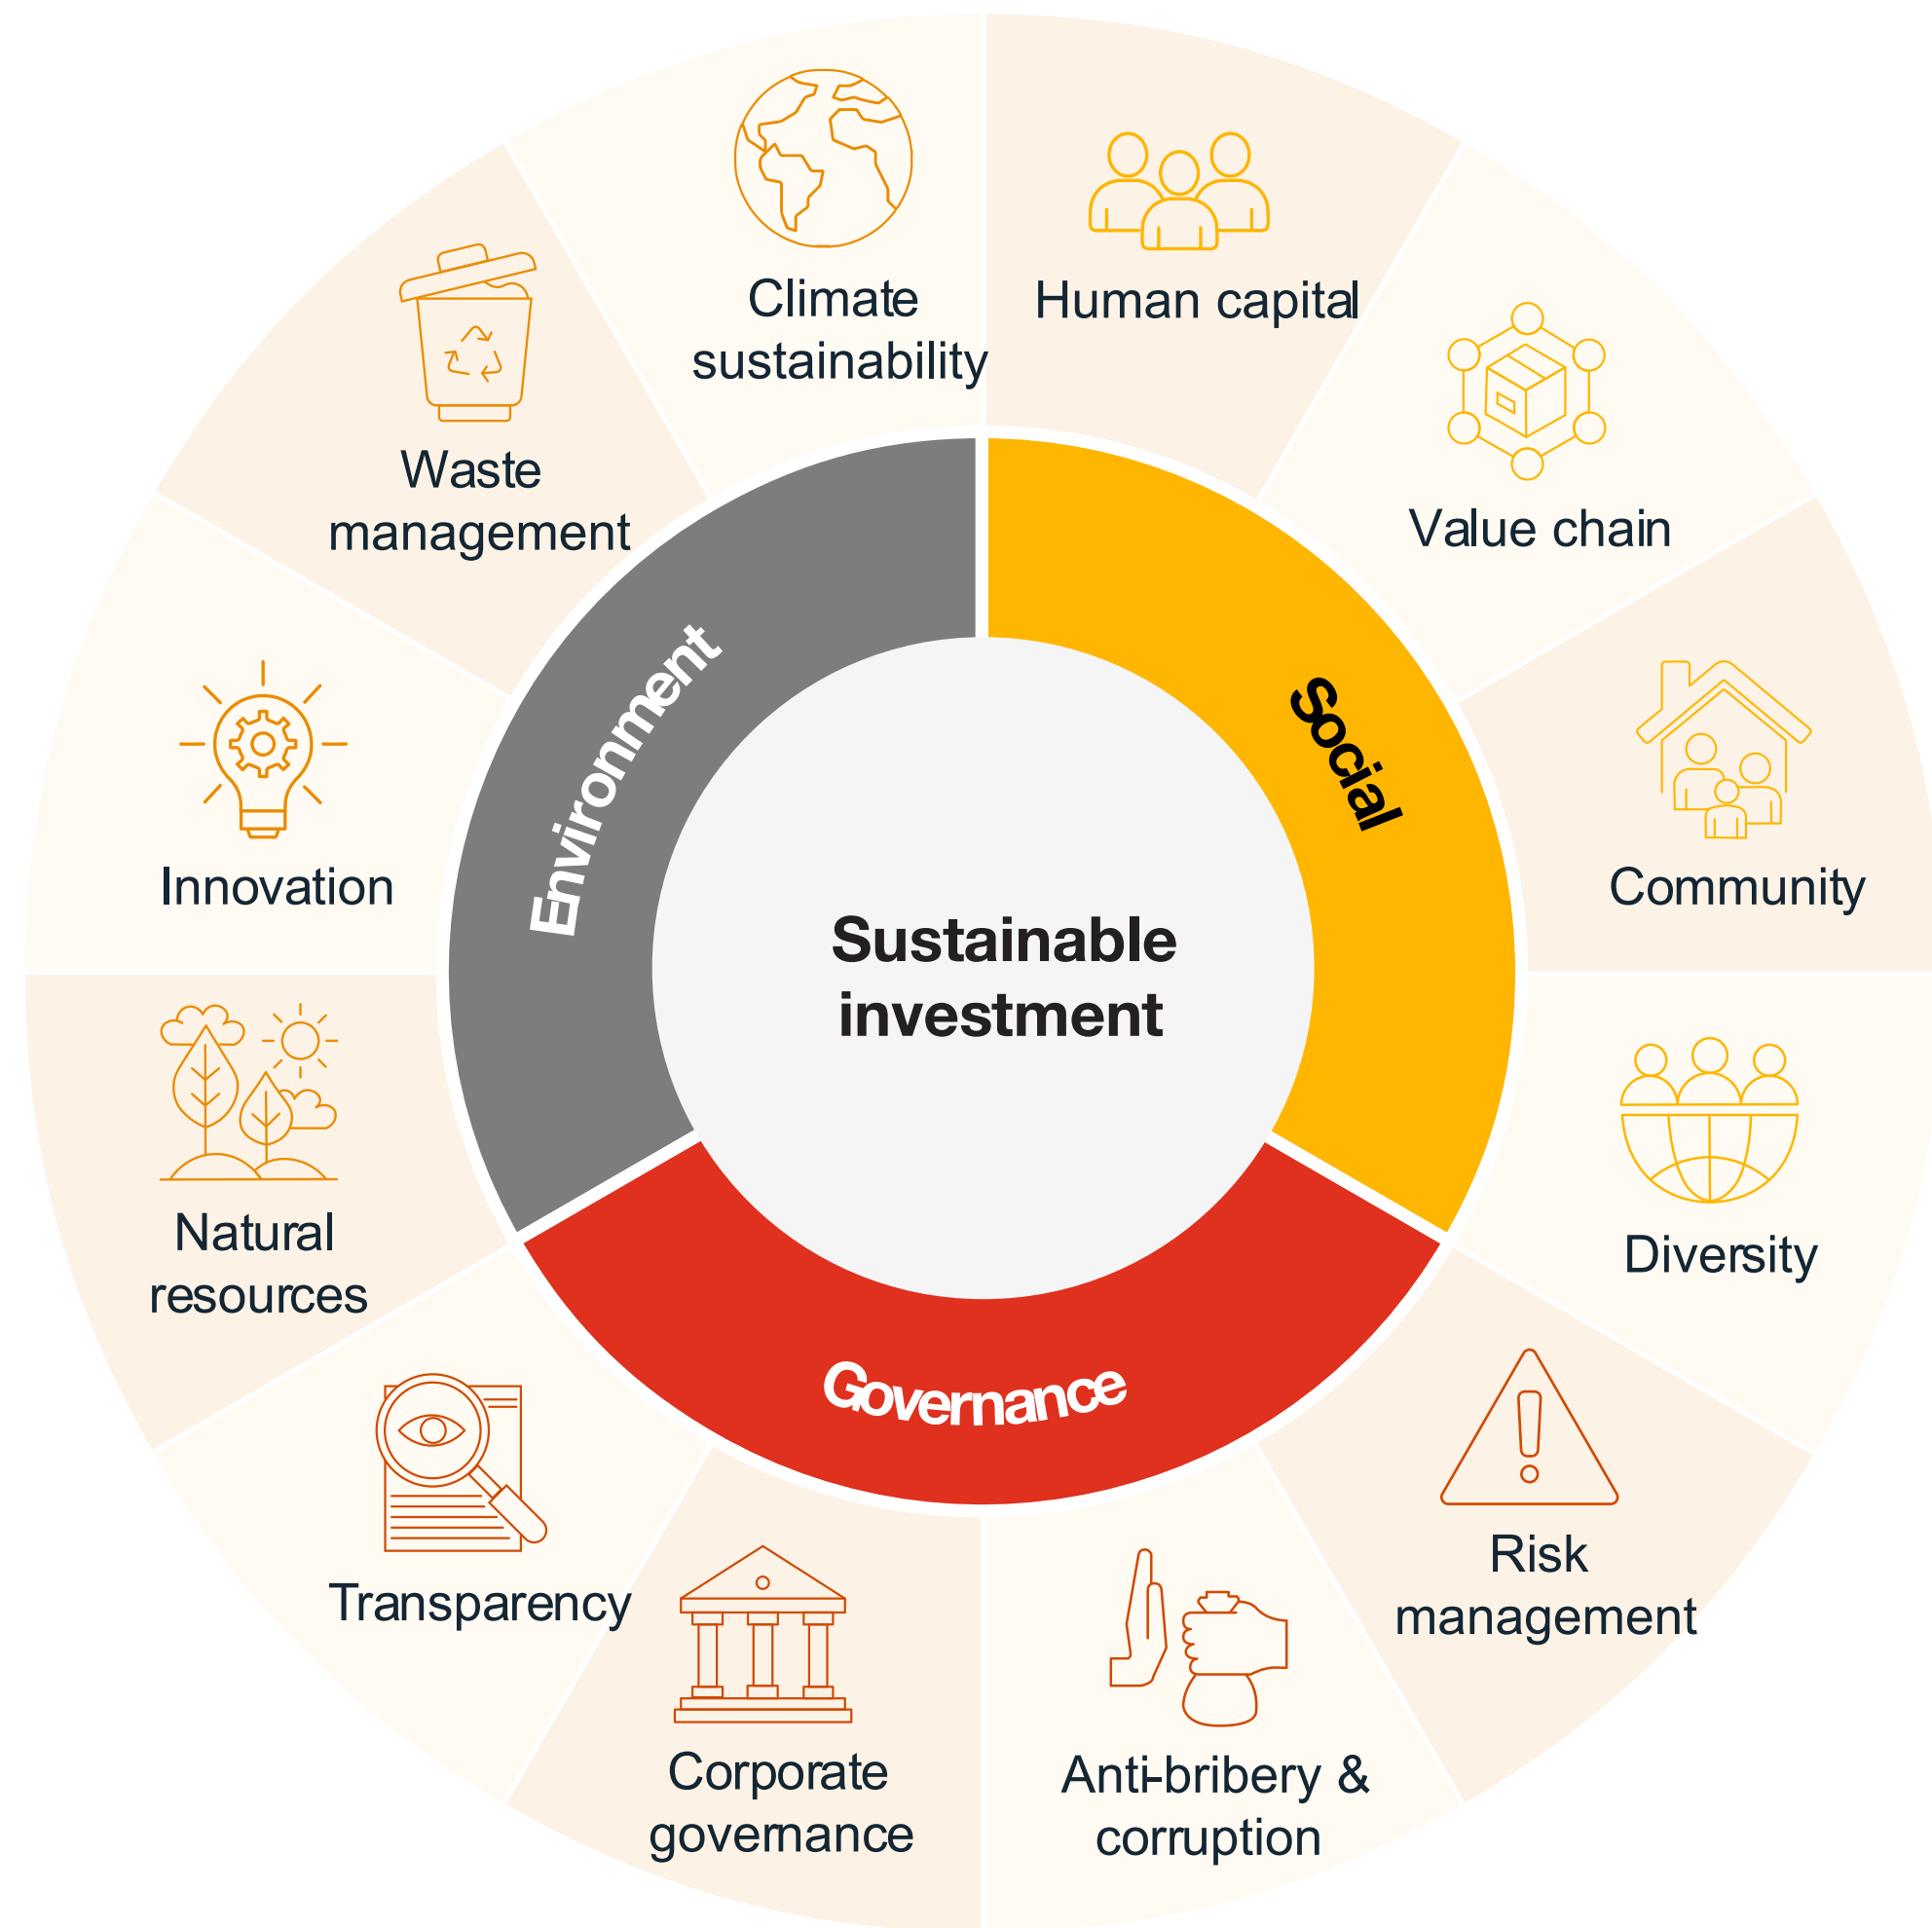 Climate
sustainability
Human capital
Waste
management
Value chain
Environment
Social
Innovation
Community
Sustainable
investment
Natural
resources
Diversity
Governance
Risk
management
Transparency
Corporate
governance
Anti-bribery &
corruption